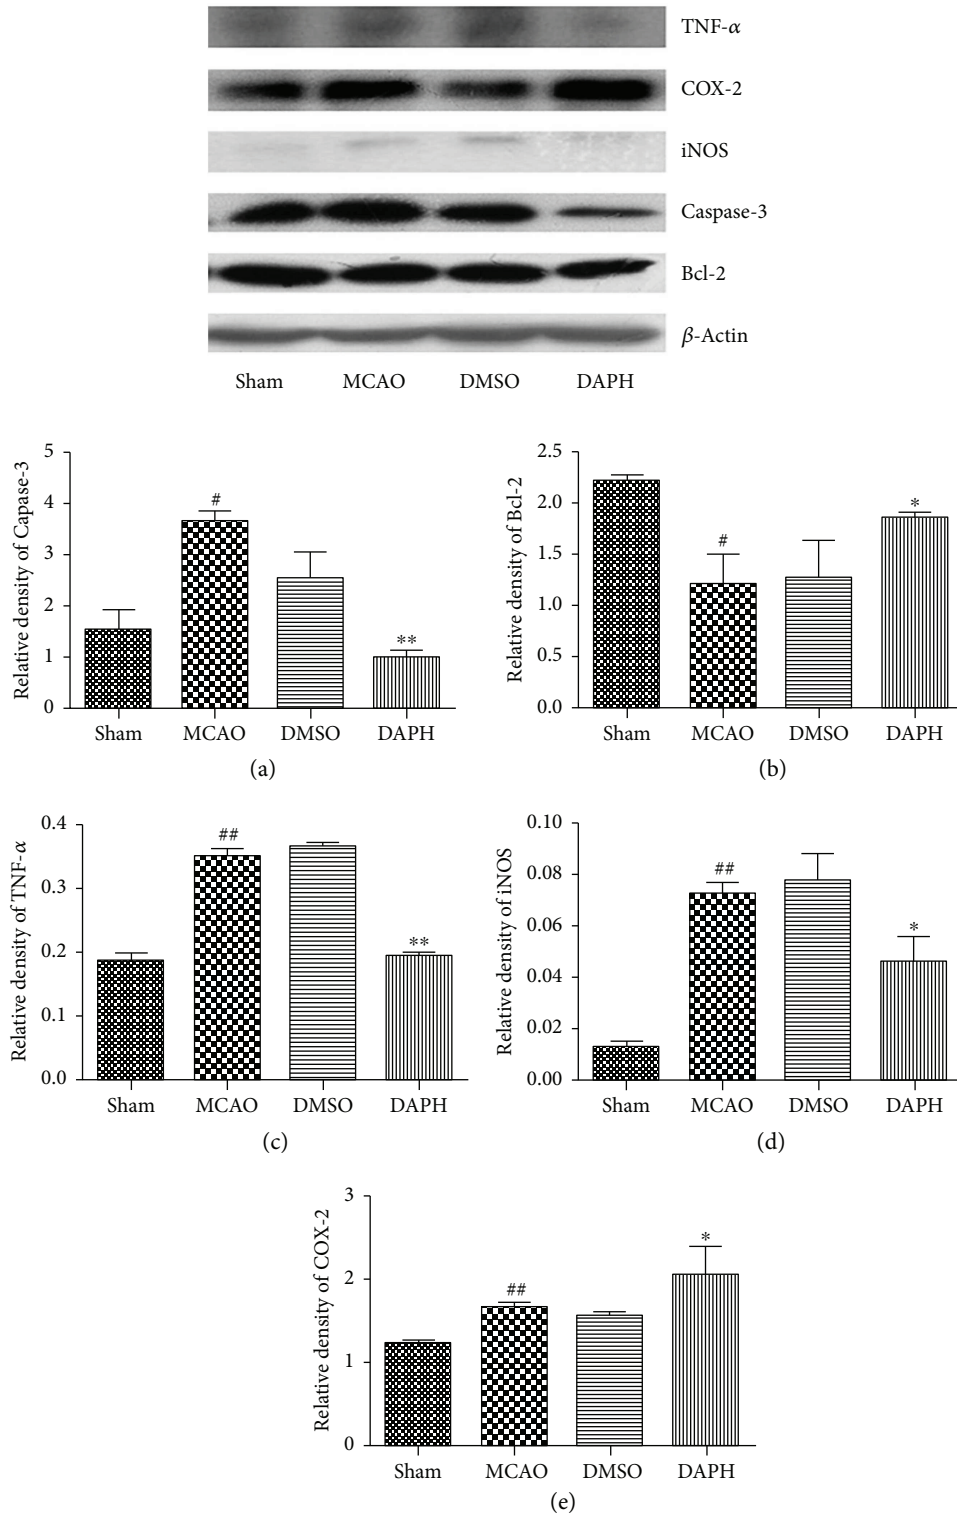 TNF-α
COX-2
iNOS
Caspase-3
Bcl-2
β-Actin
Sham MCAO DMSO DAPH
Relative density of Capase-3
5
4
3
2
1
0
#
**
Sham MCAO DMSO DAPH
(a)
Relative density of Bcl-2
2.5
2.0
1.5
1.0
0.5
0.0
#
*
Sham MCAO DMSO DAPH
(b)
Relative density of TNF-α
0.4
0.3
0.2
0.1
0.0
##
**
Sham MCAO DMSO DAPH
(c)
Relative density of iNOS
0.10
0.08
0.06
0.04
0.02
0.00
##
*
Sham MCAO DMSO DAPH
(d)
Relative density of COX-2
3
2
1
0
##
*
Sham MCAO DMSO DAPH
(e)